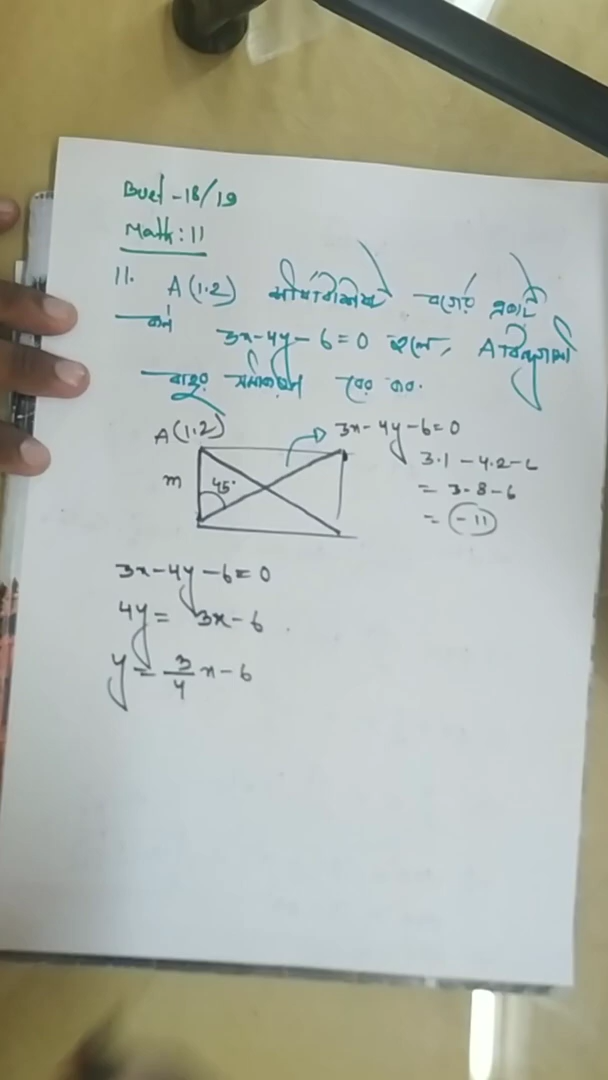 Buet - 18/19
Math : 11
11. A(1.2) শীর্ষবিশিষ্ট বর্গের একটি
কর্ণ 3x-4y-6=0 হলে, A বিন্দুগামী
বাহুর সমীকরণ বের কর.
A(1.2)
3x-4y-6=0
3.1-4.2-6
m
45°
= 3-8-6
= -11
3x-4y-6=0
4y= 3x-6
y= 3/4 x-6